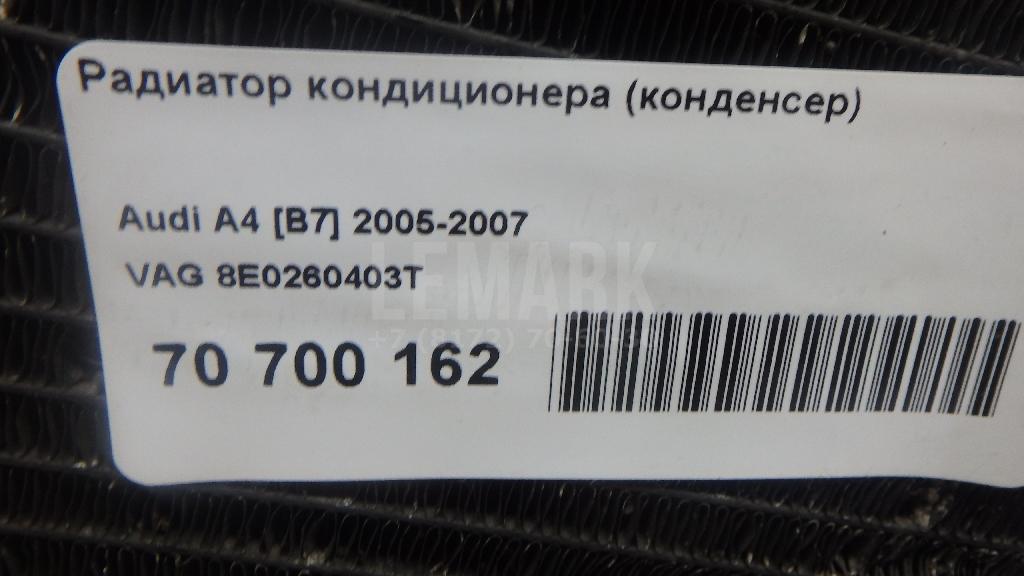 Радиатор кондиционера (конденсер)
Audi A4 [B7] 2005-2007
VAG 8E0260403T
LEMARK
70 700 162